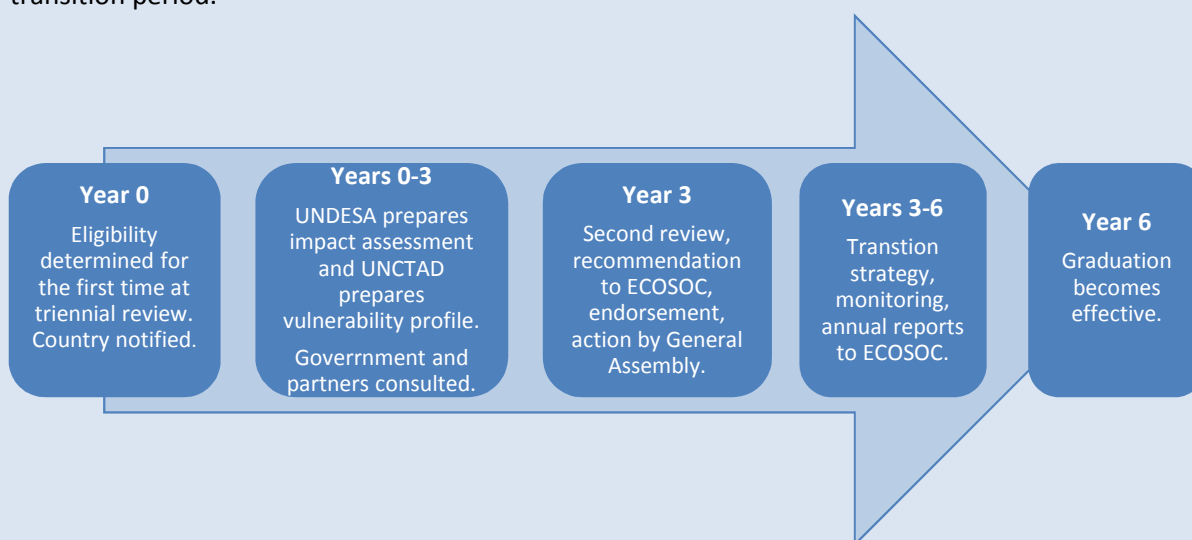 transition period.
Year 0
Eligibility
determined for
the first time at
triennial review.
Country notified.
Years 0-3
UNDESA prepares
impact assessment
and UNCTAD
prepares
vulnerability profile.
Goverrnment and
partners consulted.
Year 3
Second review,
recommendation
to ECOSOC,
endorsement,
action by General
Assembly.
Years 3-6
Transtion
strategy,
monitoring,
annual reports
to ECOSOC.
Year 6
Graduation
becomes
effective.